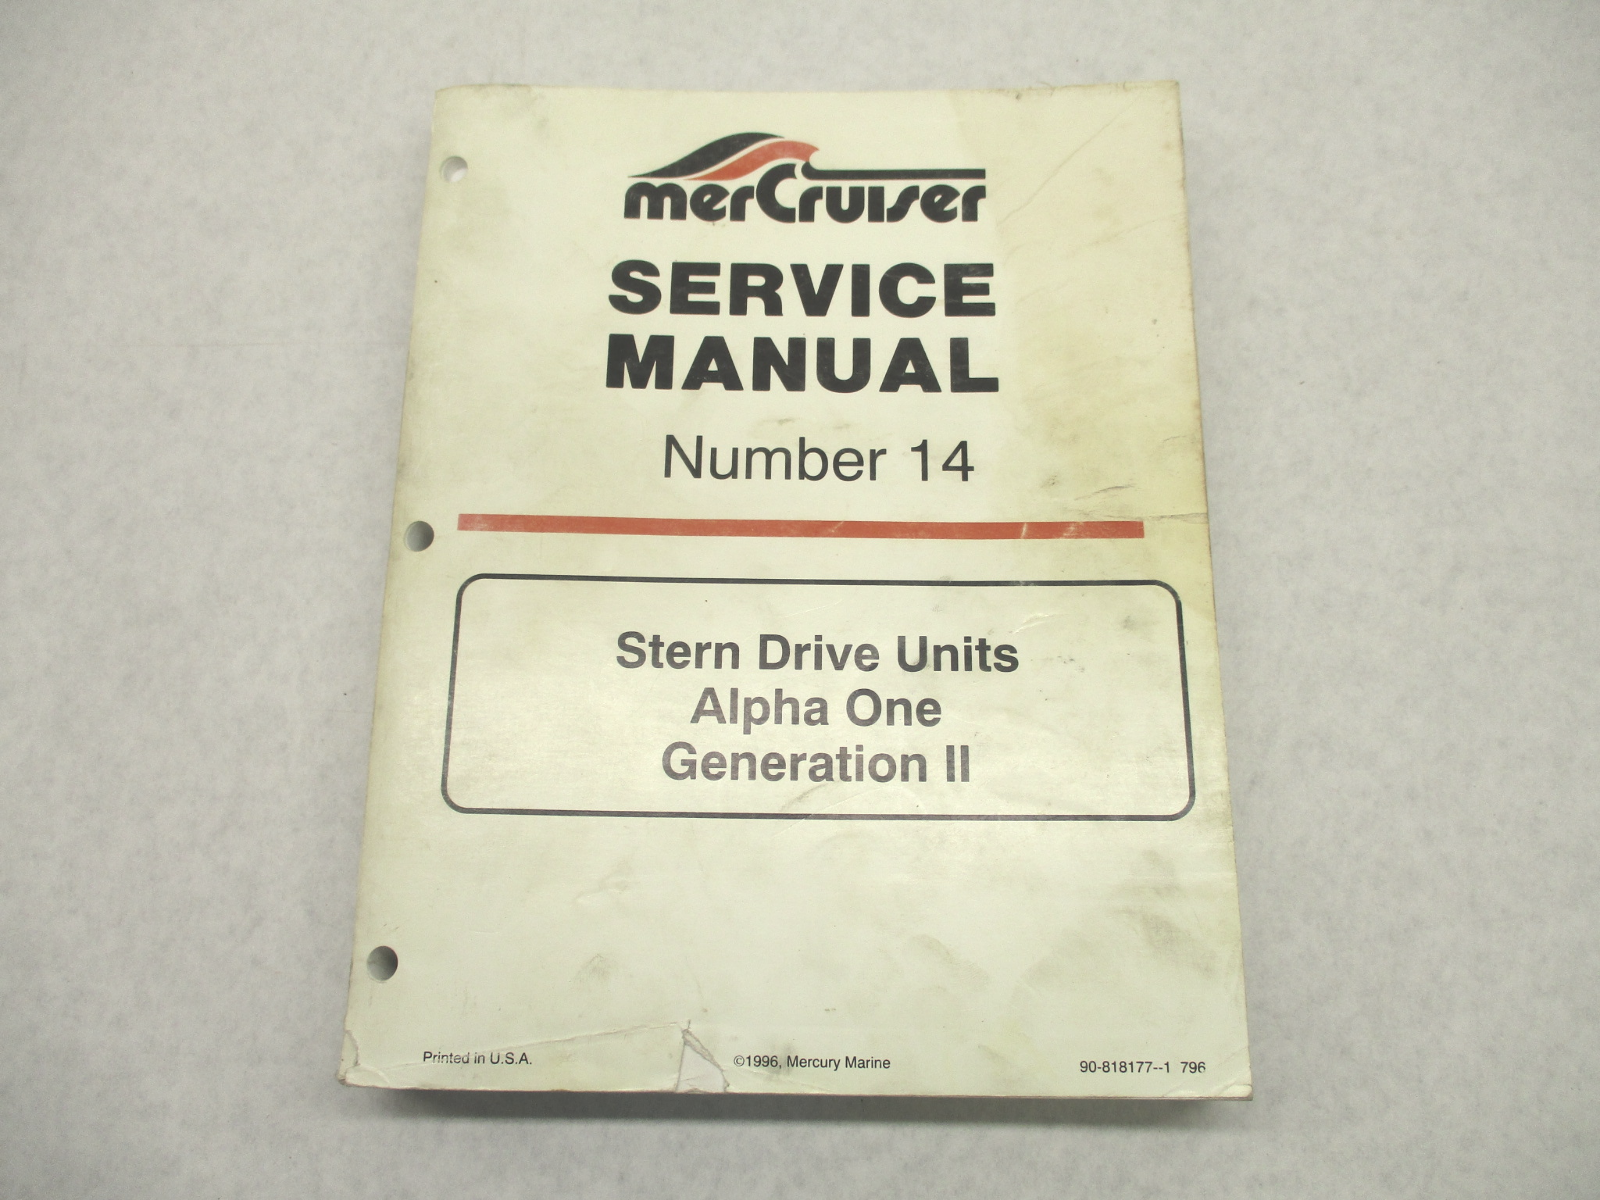 merCruiser
SERVICE
MANUAL
Number 14
Stern Drive Units
Alpha One
Generation II
Printed in U.S.A.
©1996, Mercury Marine
90-818177--1 796